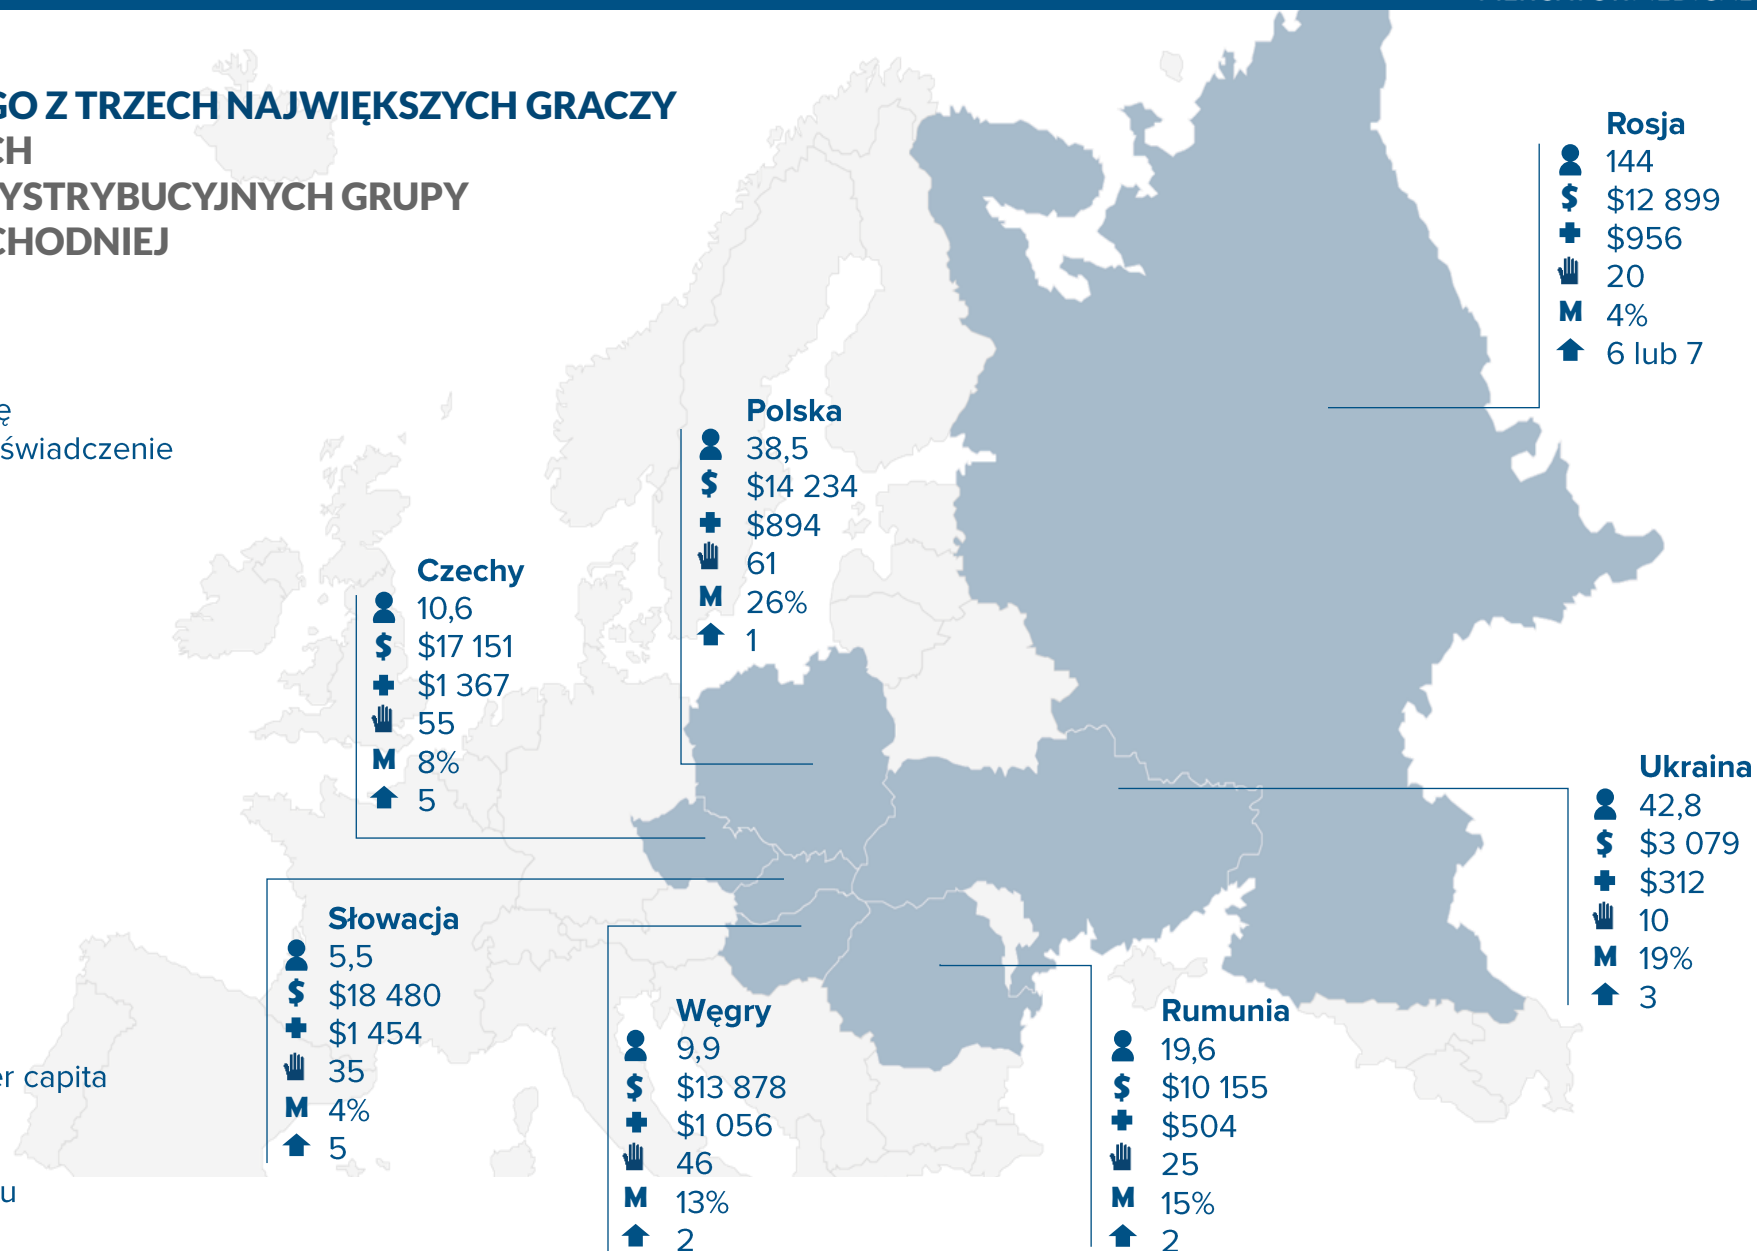 GO Z TRZECH NAJWIĘKSZYCH GRACZY
CH
YSTRYBUCYJNYCH GRUPY
CHODNIEJ
ę
świadczenie
er capita
u
Rosja
144
$12 899
$956
20
M 4%
6 lub 7
Polska
38,5
$ $14 234
$894
61
M 26%
1
Czechy
10,6
$ $17 151
$1 367
55
M 8%
5
Ukraina
42,8
$ $3 079
$312
10
M 19%
3
Słowacja
5,5
$ $18 480
$1 454
35
M 4%
5
Węgry
9,9
$ $13 878
$1 056
46
M 13%
2
Rumunia
19,6
$ $10 155
$504
25
M 15%
2